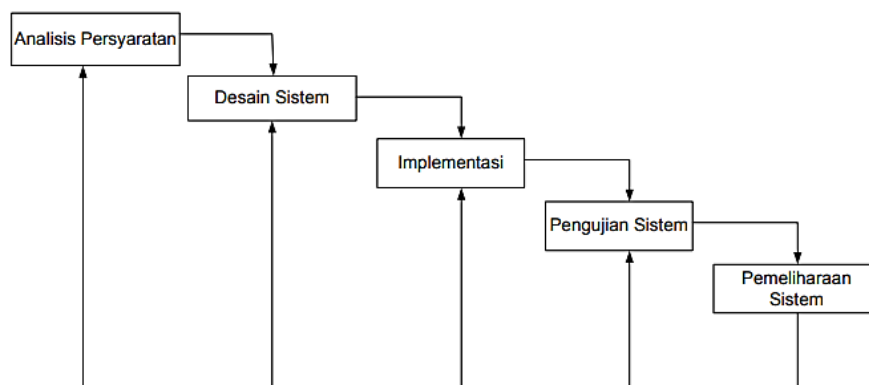 Analisis Persyaratan
Desain Sistem
Implementasi
Pengujian Sistem
Pemeliharaan
Sistem